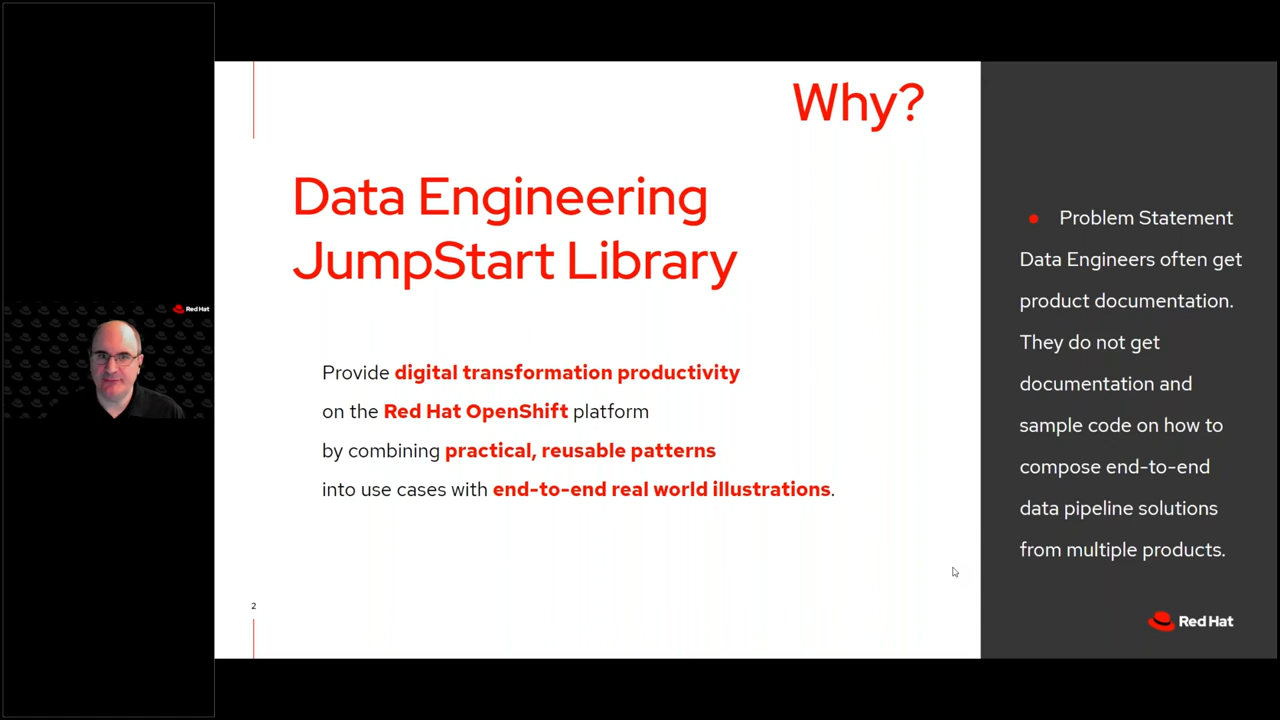 Why?
Data Engineering
JumpStart Library
Provide digital transformation productivity
on the Red Hat OpenShift platform
by combining practical, reusable patterns
into use cases with end-to-end real world illustrations.
2
Problem Statement
Data Engineers often get
product documentation.
They do not get
documentation and
sample code on how to
compose end-to-end
data pipeline solutions
from multiple products.
Red Hat
Red Hat